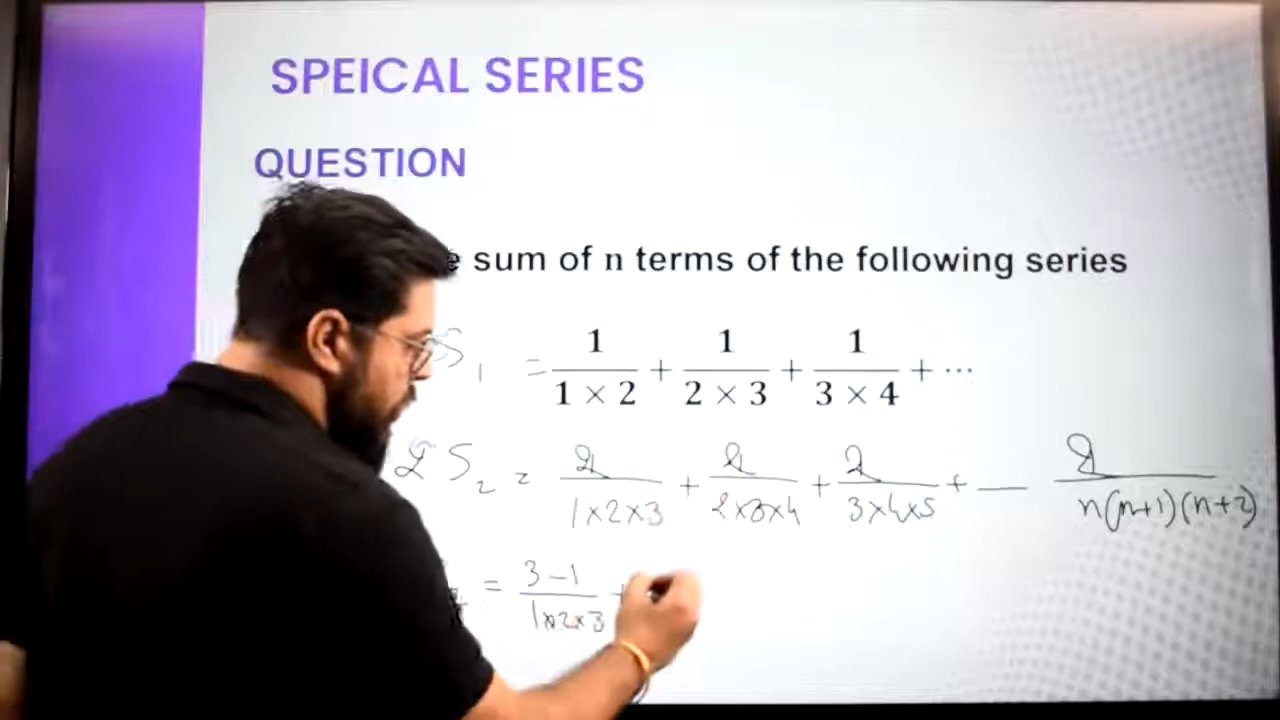 SPEICAL SERIES
QUESTION
sum of n terms of the following series
S₁ = 1/(1 × 2) + 1/(2 × 3) + 1/(3 × 4) + ⋯
2 S₂ = 2/(1×2×3) + 2/(2×3×4) + 2/(3×4×5) + — 2/(n(n+1)(n+2))
= (3-1)/(1×2×3) +